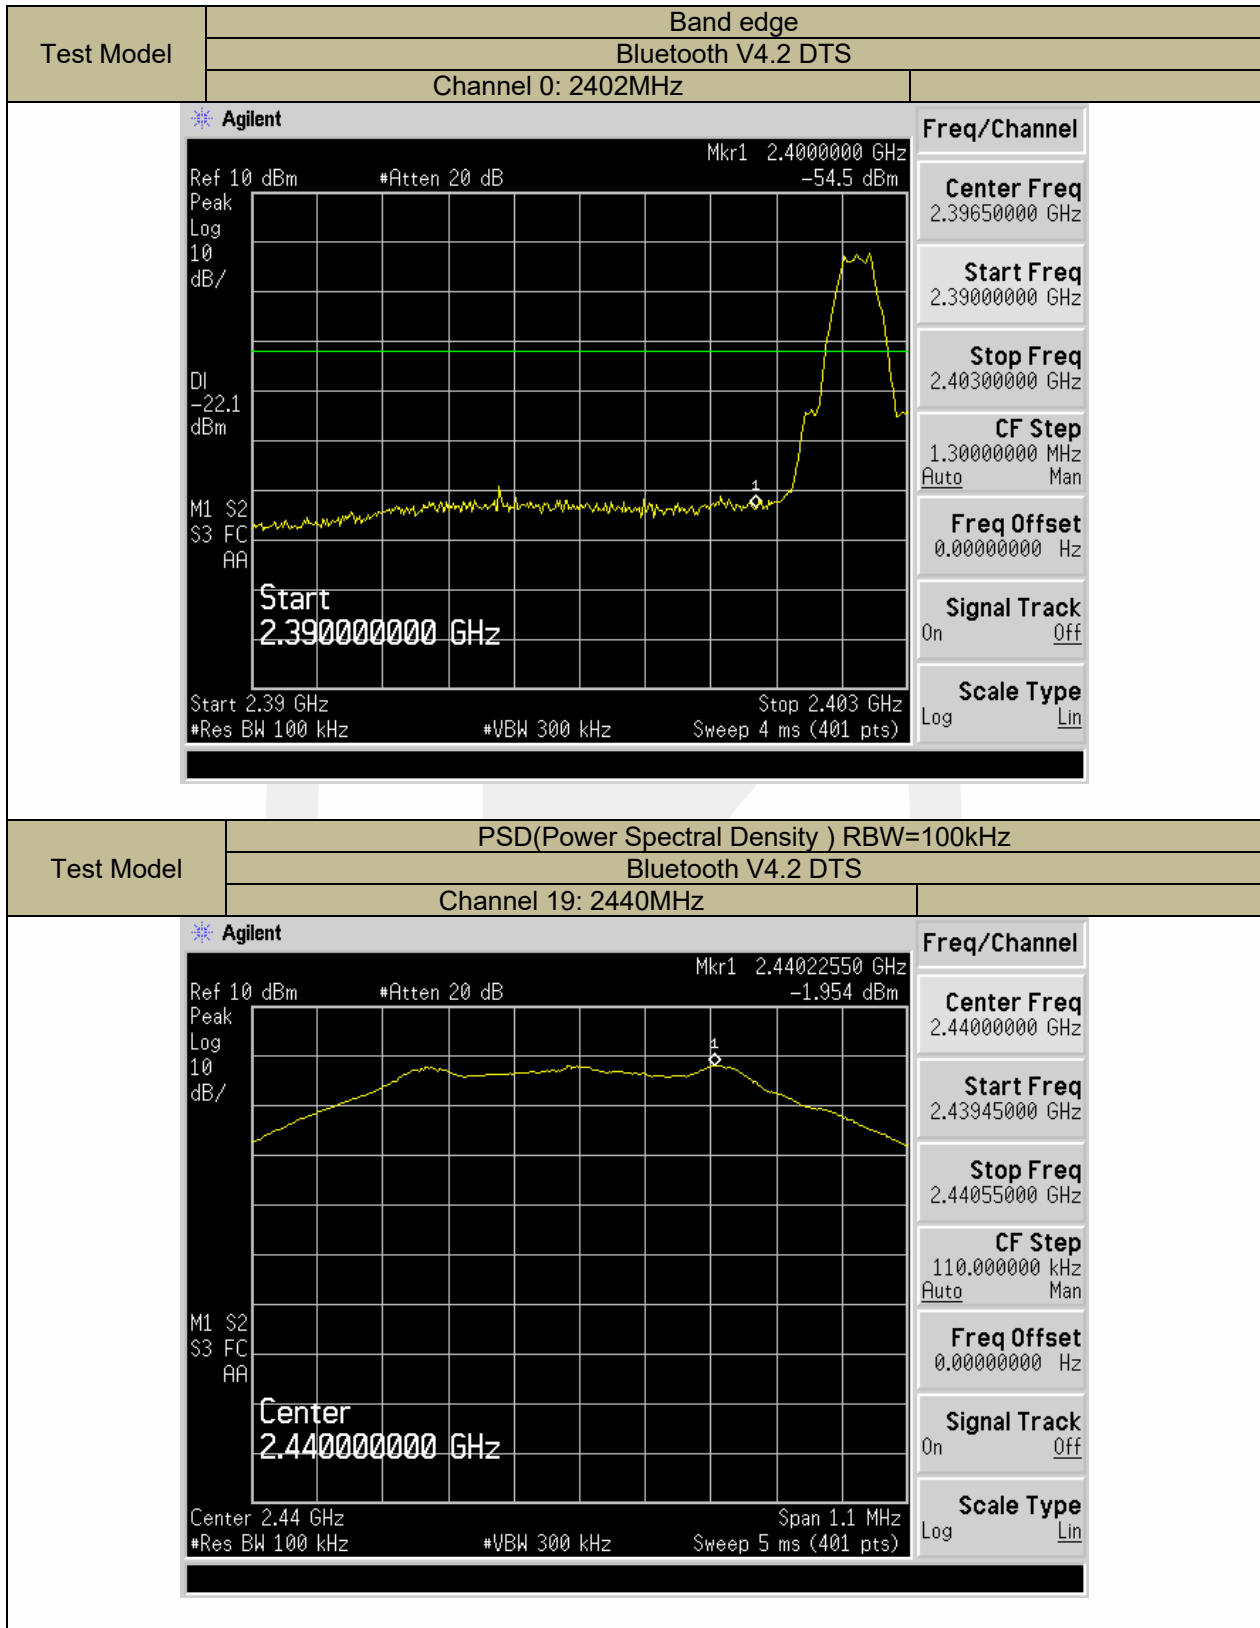 Test Model
Band edge
Bluetooth V4.2 DTS
Channel 0: 2402MHz
Agilent
Freq/Channel
Mkr1 2.4000000 GHz
Ref 10 dBm #Atten 20 dB -54.5 dBm
Peak
Log
10
dB/
DI
-22.1
dBm
1
M1 S2
S3 FC
AA
Start
2.390000000 GHz
Start 2.39 GHz Stop 2.403 GHz
#Res BW 100 kHz #VBW 300 kHz Sweep 4 ms (401 pts)
Center Freq
2.39650000 GHz
Start Freq
2.39000000 GHz
Stop Freq
2.40300000 GHz
CF Step
1.30000000 MHz
Auto Man
Freq Offset
0.00000000 Hz
Signal Track
On Off
Scale Type
Log Lin
Test Model
PSD(Power Spectral Density ) RBW=100kHz
Bluetooth V4.2 DTS
Channel 19: 2440MHz
Agilent
Freq/Channel
Mkr1 2.44022550 GHz
Ref 10 dBm #Atten 20 dB -1.954 dBm
Peak
Log
10
dB/
1
M1 S2
S3 FC
AA
Center
2.440000000 GHz
Center 2.44 GHz Span 1.1 MHz
#Res BW 100 kHz #VBW 300 kHz Sweep 5 ms (401 pts)
Center Freq
2.44000000 GHz
Start Freq
2.43945000 GHz
Stop Freq
2.44055000 GHz
CF Step
110.000000 kHz
Auto Man
Freq Offset
0.00000000 Hz
Signal Track
On Off
Scale Type
Log Lin